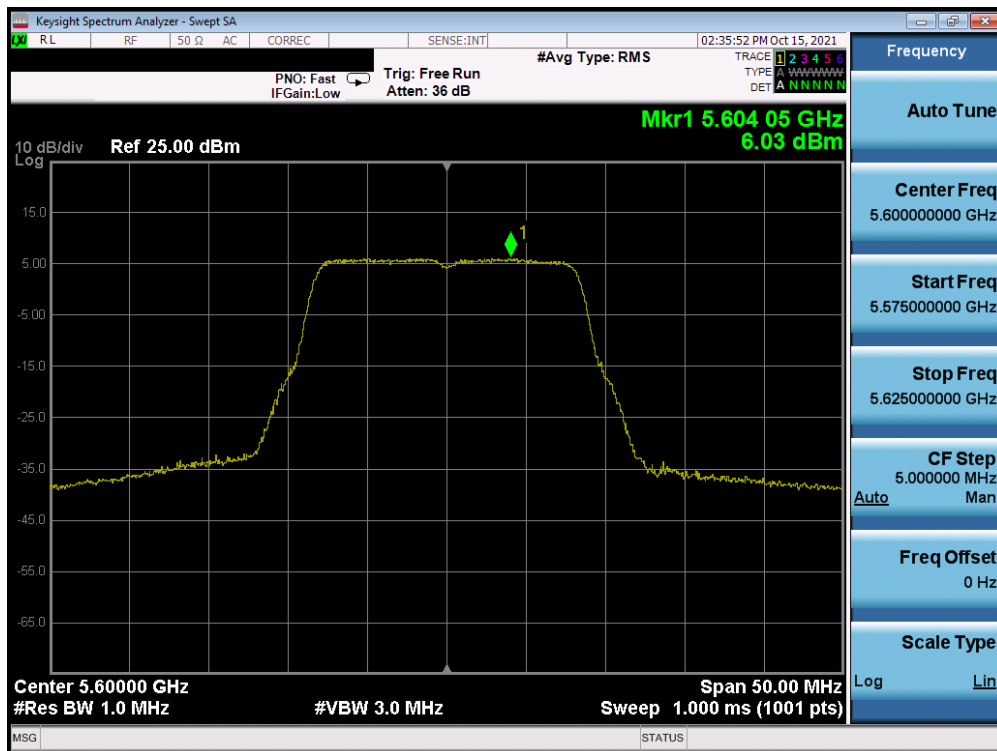 Keysight Spectrum Analyzer - Swept SA
LXI RL RF 50 Ω AC CORREC SENSE:INT 02:35:52 PM Oct 15, 2021
#Avg Type: RMS
TRACE 1 2 3 4 5 6
PNO: Fast Trig: Free Run
TYPE A WWWWW
IFGain:Low Atten: 36 dB
DET A N N N N N
Mkr1 5.604 05 GHz
6.03 dBm
10 dB/div Ref 25.00 dBm
Log
15.0
1
5.00
-5.00
-15.0
-25.0
-35.0
-45.0
-55.0
-65.0
Center 5.60000 GHz Span 50.00 MHz
#Res BW 1.0 MHz #VBW 3.0 MHz Sweep 1.000 ms (1001 pts)
MSG STATUS
Frequency
Auto Tune
Center Freq
5.600000000 GHz
Start Freq
5.575000000 GHz
Stop Freq
5.625000000 GHz
CF Step
5.000000 MHz
Auto Man
Freq Offset
0 Hz
Scale Type
Log Lin